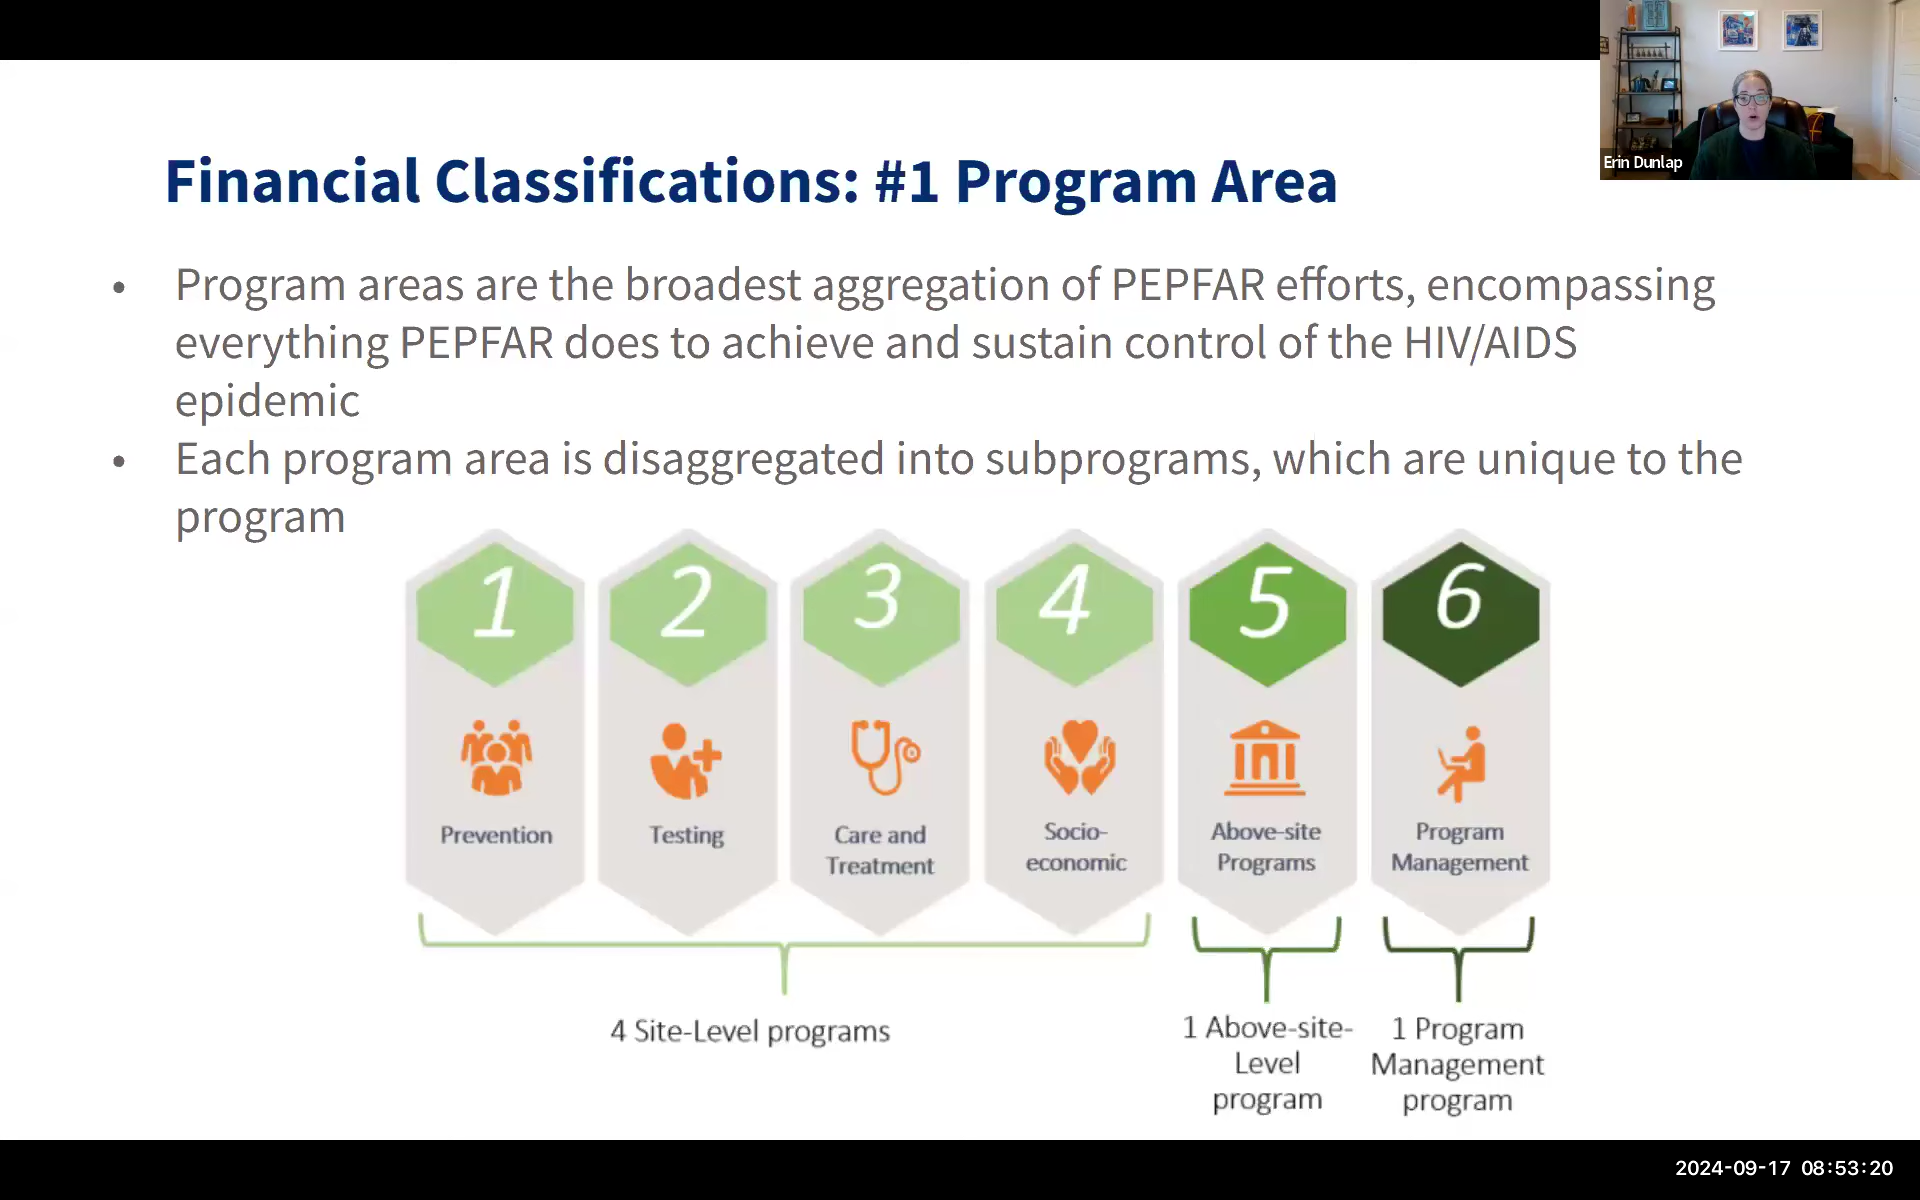 Erin Dunlap
Financial Classifications: #1 Program Area
• Program areas are the broadest aggregation of PEPFAR efforts, encompassing
everything PEPFAR does to achieve and sustain control of the HIV/AIDS
epidemic
• Each program area is disaggregated into subprograms, which are unique to the
program
1
2
3
4
5
6
Prevention
Testing
Care and
Treatment
Socio-
economic
Above-site
Programs
Program
Management
4 Site-Level programs
1 Above-site-
Level
program
1 Program
Management
program
2024-09-17 08:53:20